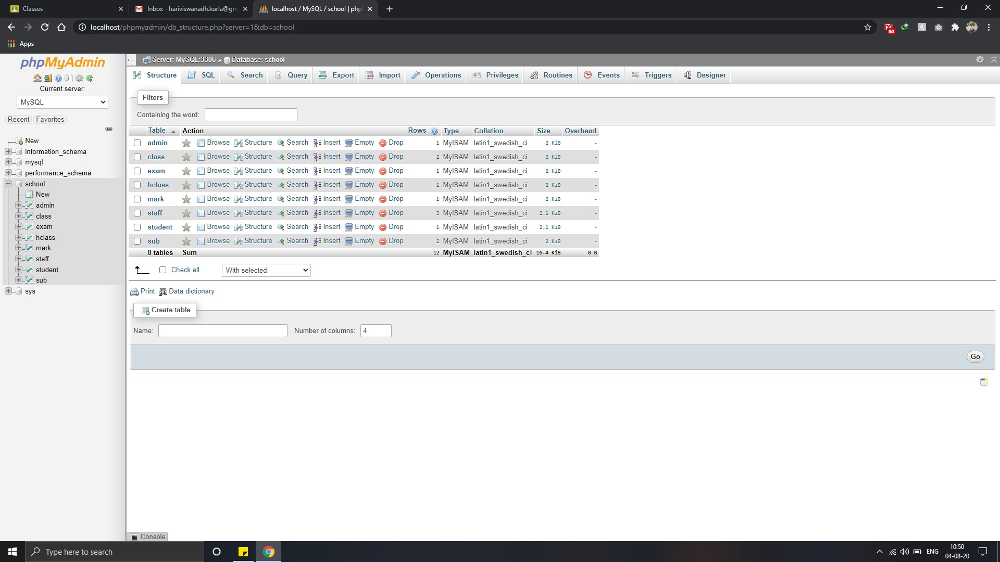 Classes
Inbox - hariviswanadh.kurla@gm
localhost / MySQL / school | php
localhost/phpmyadmin/db_structure.php?server=1&db=school
80
Apps
phpMyAdmin
Current server:
MySQL
Recent Favorites
New
information_schema
mysql
performance_schema
school
New
admin
class
exam
hclass
mark
staff
student
sub
sys
Server: MySQL:3306 » Database: school
Structure SQL Search Query Export Import Operations Privileges Routines Events Triggers Designer
Filters
Containing the word:
Table Action Rows Type Collation Size Overhead
admin Browse Structure Search Insert Empty Drop 1 MyISAM latin1_swedish_ci 2 KiB -
class Browse Structure Search Insert Empty Drop 2 MyISAM latin1_swedish_ci 2 KiB -
exam Browse Structure Search Insert Empty Drop 1 MyISAM latin1_swedish_ci 2 KiB -
hclass Browse Structure Search Insert Empty Drop 1 MyISAM latin1_swedish_ci 2 KiB -
mark Browse Structure Search Insert Empty Drop 1 MyISAM latin1_swedish_ci 2 KiB -
staff Browse Structure Search Insert Empty Drop 3 MyISAM latin1_swedish_ci 2.1 KiB -
student Browse Structure Search Insert Empty Drop 1 MyISAM latin1_swedish_ci 2.1 KiB -
sub Browse Structure Search Insert Empty Drop 2 MyISAM latin1_swedish_ci 2 KiB -
8 tables Sum 12 MyISAM latin1_swedish_ci 16.4 KiB 0 B
Check all With selected:
Print Data dictionary
Create table
Name: Number of columns: 4
Go
Console
Type here to search
ENG
10:50
04-08-20